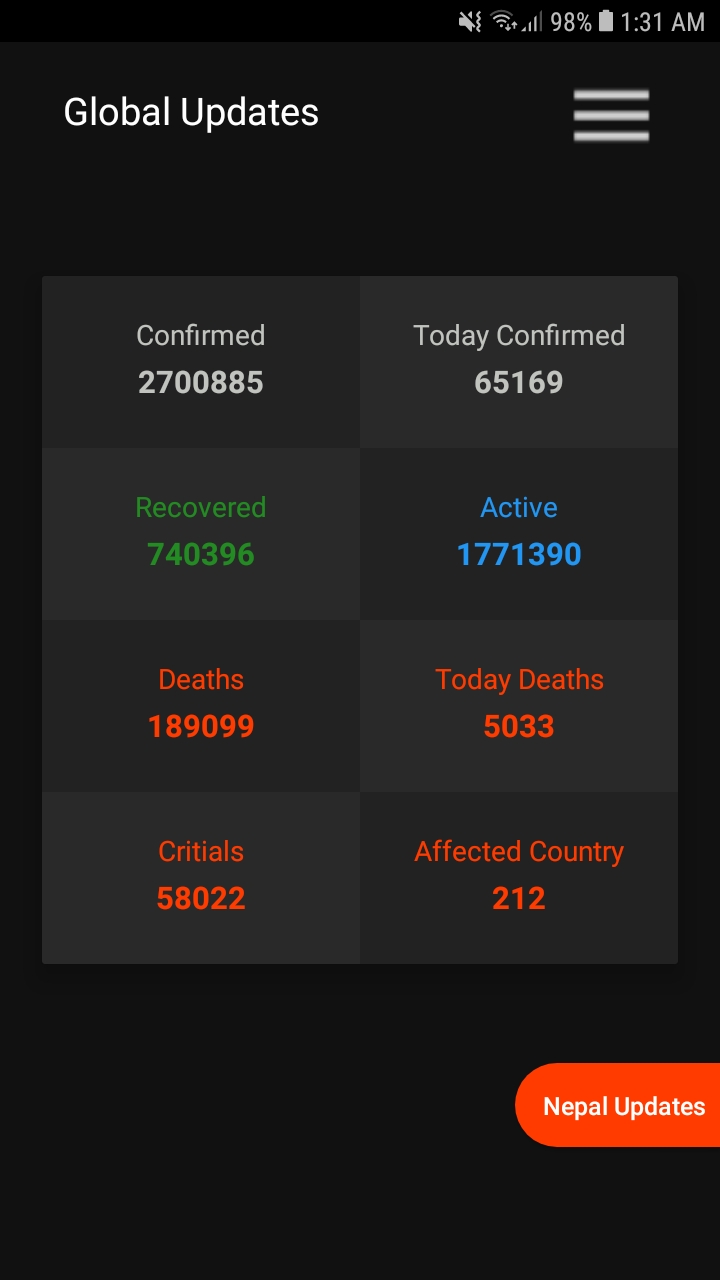 98% 1:31 AM
Global Updates
Confirmed
2700885
Today Confirmed
65169
Recovered
740396
Active
1771390
Deaths
189099
Today Deaths
5033
Critials
58022
Affected Country
212
Nepal Updates